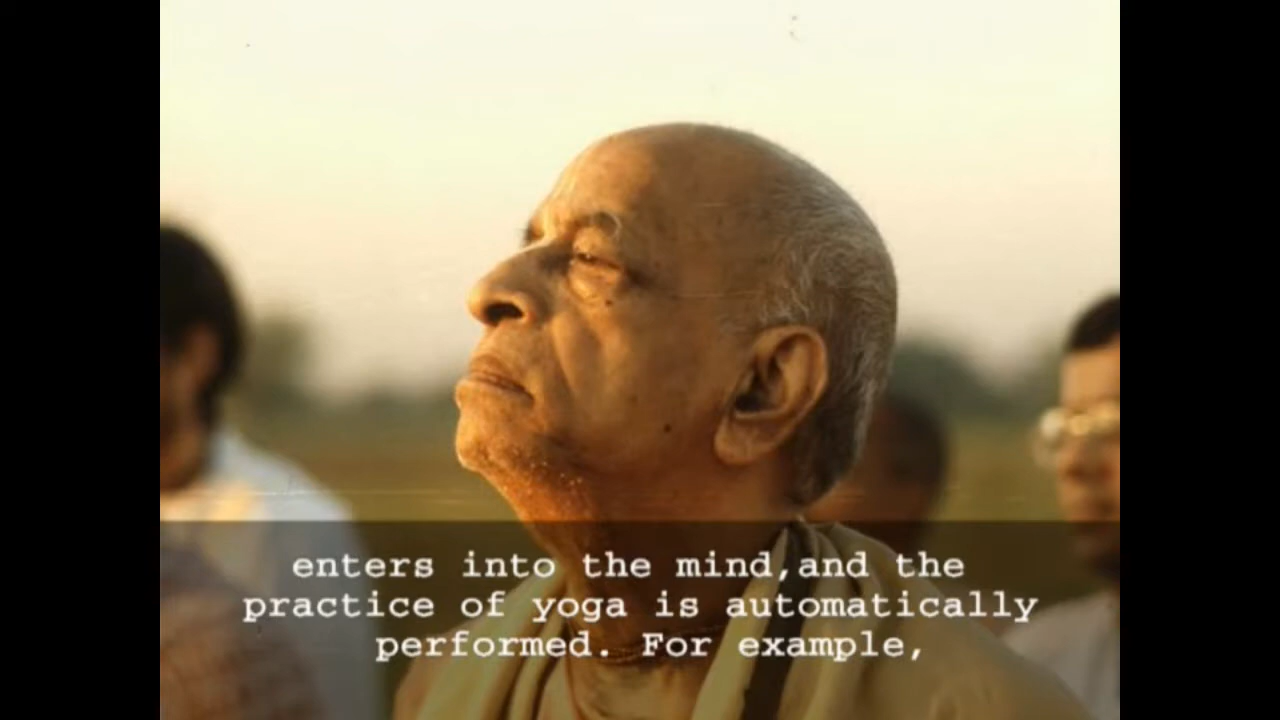 enters into the mind,and the
practice of yoga is automatically
performed. For example,